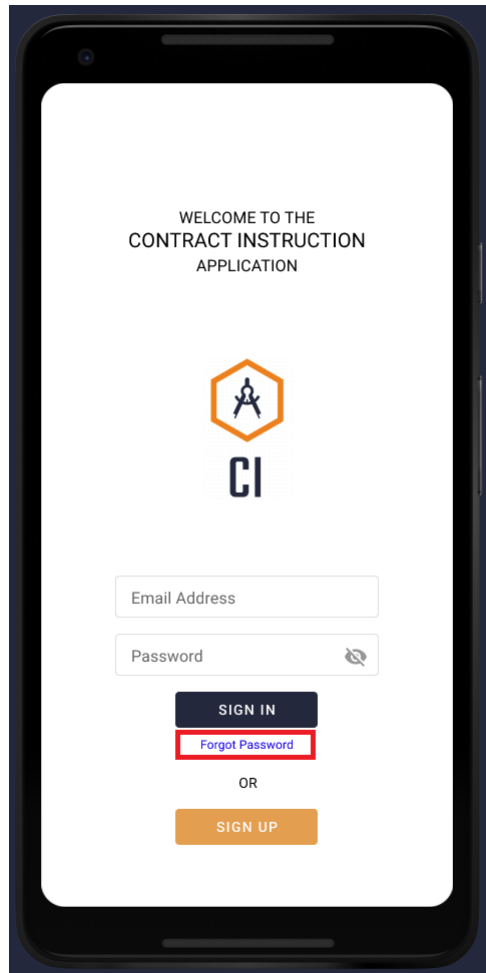 WELCOME TO THE
CONTRACT INSTRUCTION
APPLICATION
CI
Email Address
Password
SIGN IN
Forgot Password
OR
SIGN UP